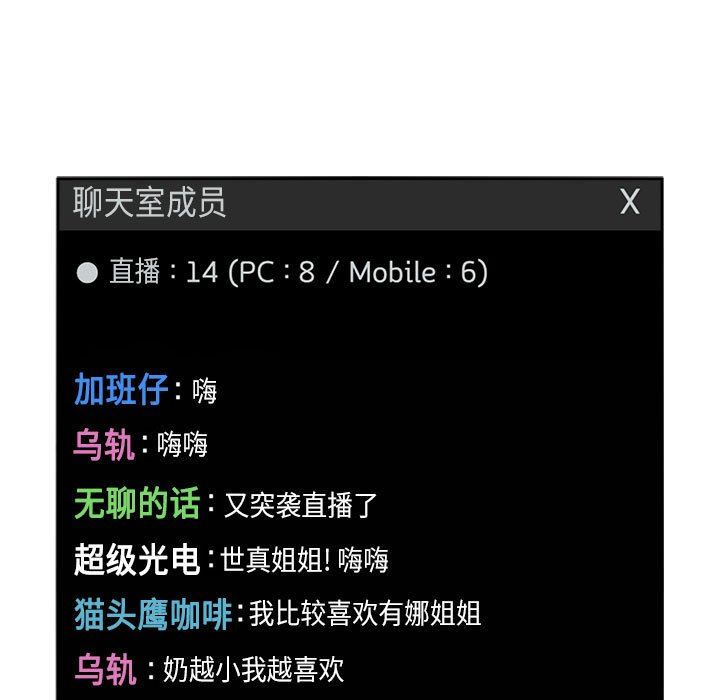 聊天室成员 X
● 直播 : 14 (PC : 8 / Mobile : 6)
加班仔 : 嗨
乌轨 : 嗨嗨
无聊的话 : 又突袭直播了
超级光电 : 世真姐姐! 嗨嗨
猫头鹰咖啡 : 我比较喜欢有娜姐姐
乌轨 : 奶越小我越喜欢